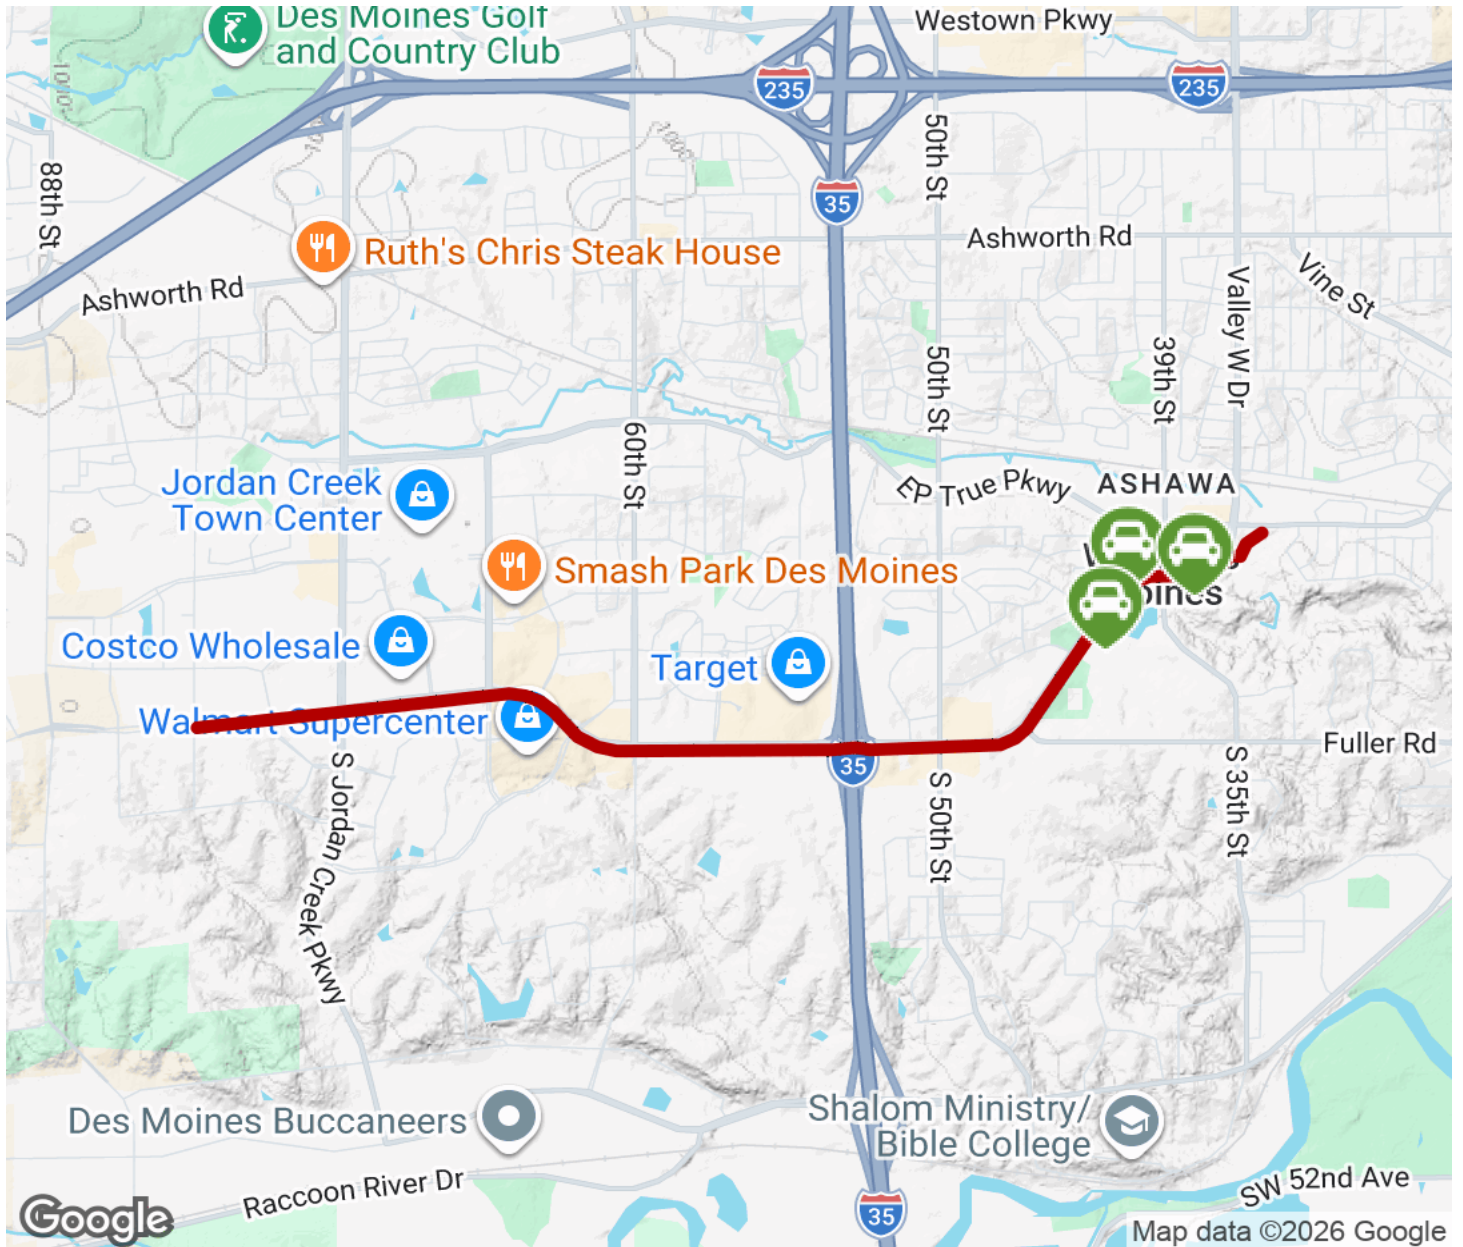 Des Moines Golf
and Country Club
Westown Pkwy
235
235
1000
1000
50th St
88th St
35
Ashworth Rd
Ruth's Chris Steak House
Ashworth Rd
Vine St
Valley W Dr
39th St
50th St
60th St
Jordan Creek
Town Center
EP True Pkwy
ASHAWA
Smash Park Des Moines
Costco Wholesale
Target
Walmart Supercenter
35
Fuller Rd
S Jordan Creek Pkwy
S 50th St
S 35th St
Des Moines Buccaneers
Shalom Ministry/
Bible College
Raccoon River Dr
SW 52nd Ave
35
Google
Map data ©2026 Google